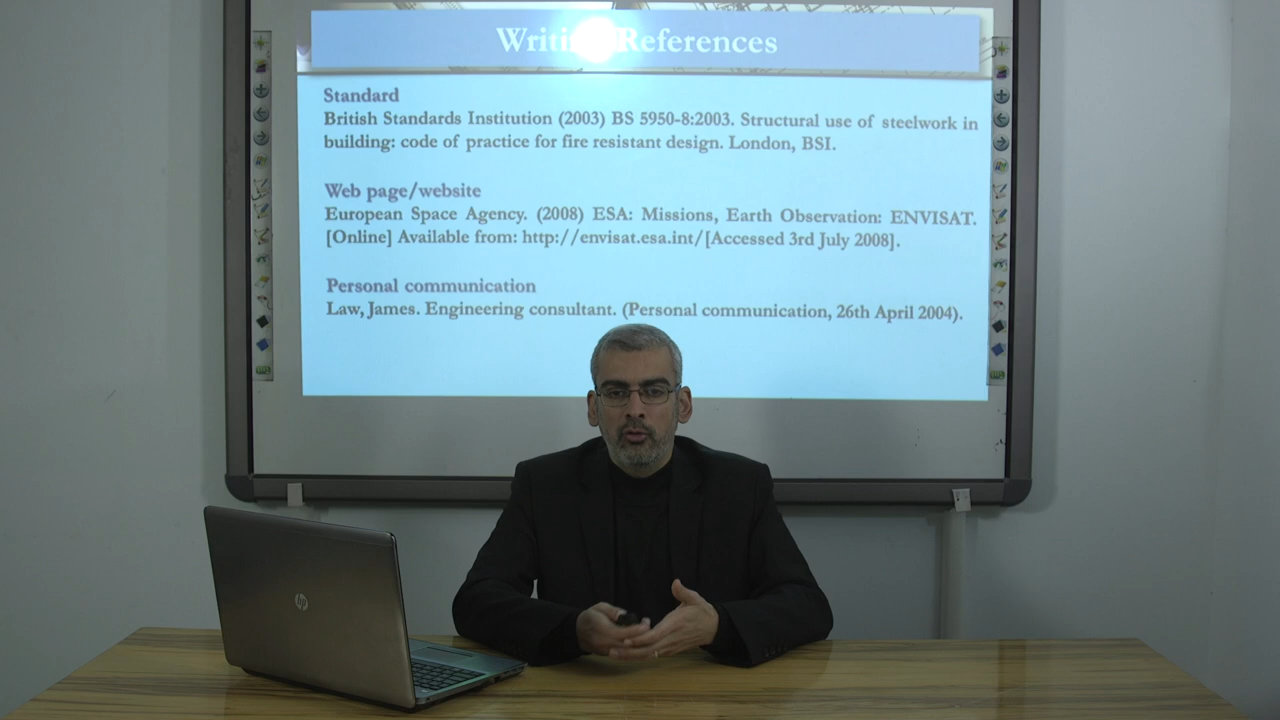 Writing References
Standard
British Standards Institution (2003) BS 5950-8:2003. Structural use of steelwork in
building: code of practice for fire resistant design. London, BSI.
Web page/website
European Space Agency. (2008) ESA: Missions, Earth Observation: ENVISAT.
[Online] Available from: http://envisat.esa.int/[Accessed 3rd July 2008].
Personal communication
Law, James. Engineering consultant. (Personal communication, 26th April 2004).
hp